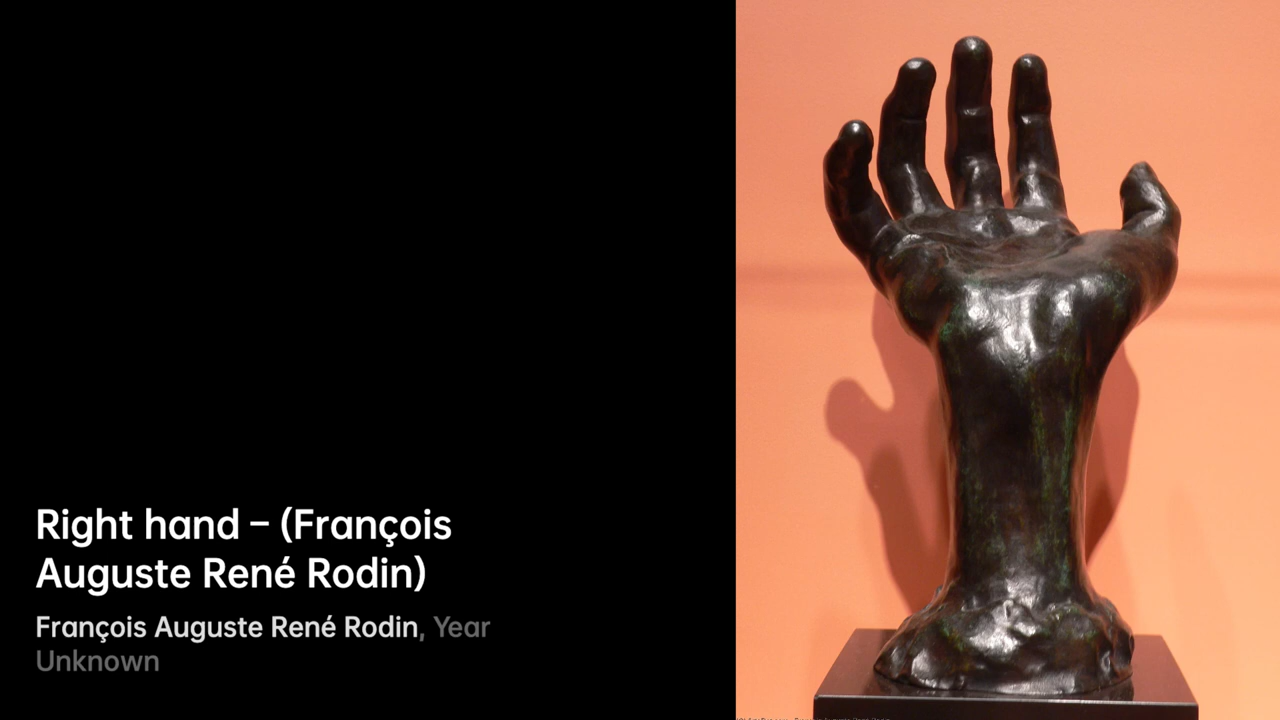 Right hand – (François
Auguste René Rodin)
François Auguste René Rodin, Year
Unknown